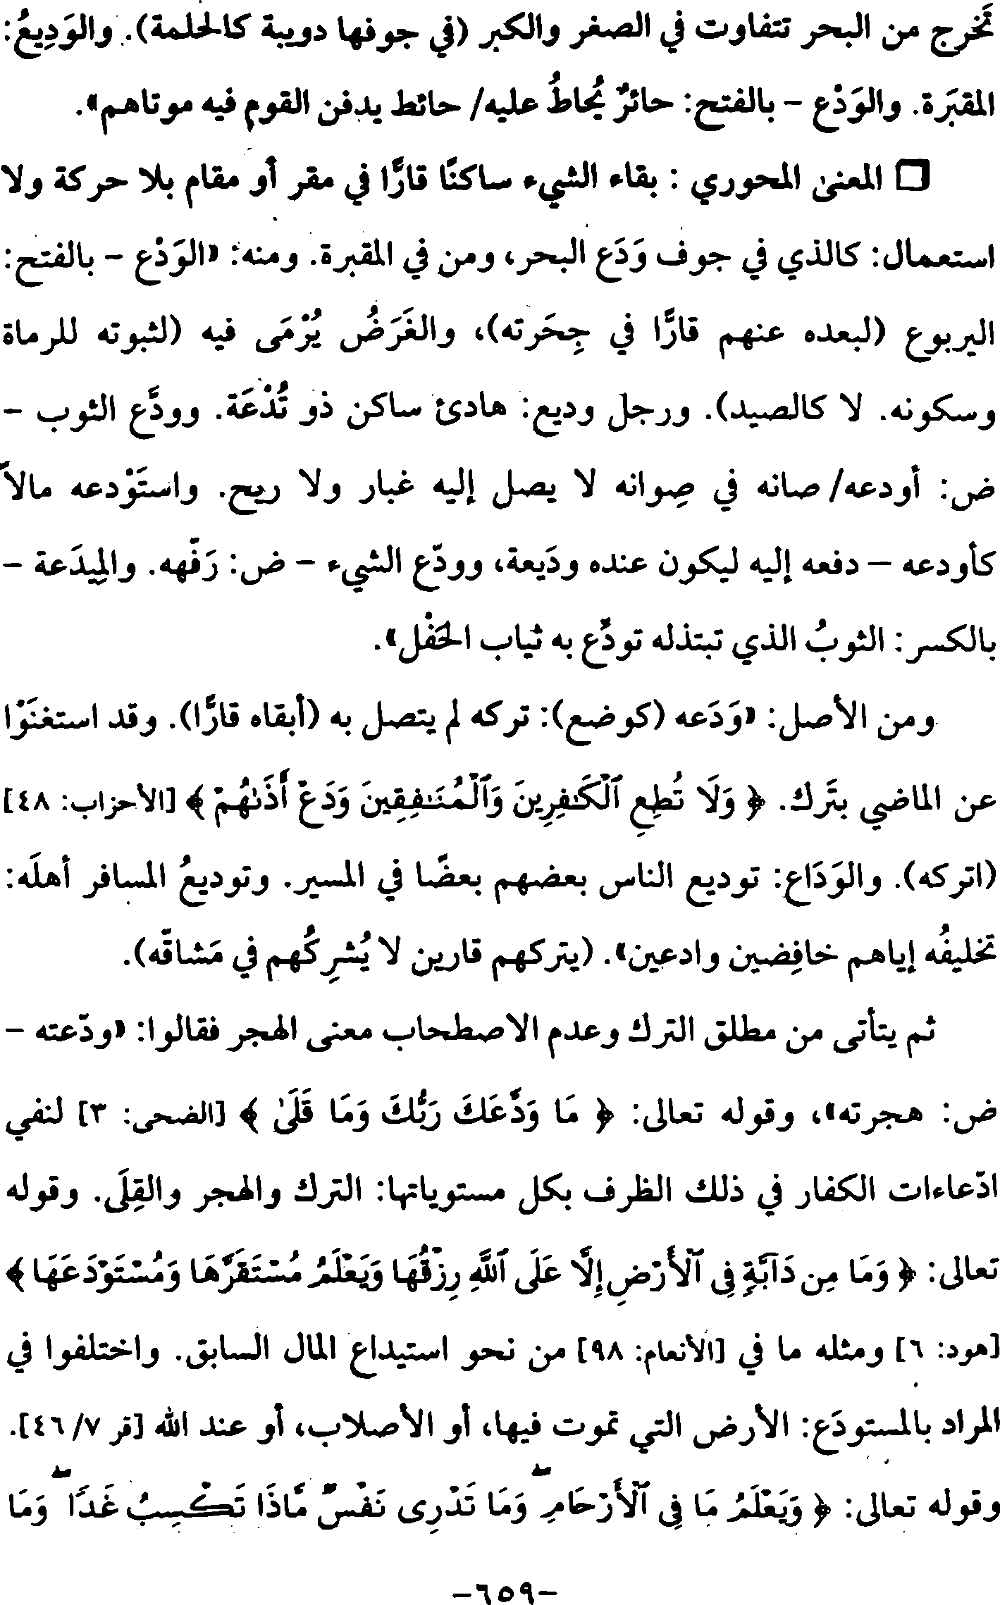 تَخرج من البحر تتفاوت في الصغر والكبر (في جوفها دويبة كالحلمة). والوَدِيعُ:
المقبَرة. والوَدْع – بالفتح: حائرٌ يُحاطُ عليه/ حائط يدفن القوم فيه موتاهم».
□ المعنى المحوري : بقاء الشيء ساكنًا قارًّا في مقر أو مقام بلا حركة ولا
استعمال: كالذي في جوف وَدَع البحر، ومن في المقبرة. ومنه: «الوَدْع – بالفتح:
اليربوع (لبعده عنهم قارًّا في جِحَرته)، والغَرَضُ يُرْمَى فيه (لثبوته للرماة
وسكونه. لا كالصيد). ورجل وديع: هادئ ساكن ذو تُدْعَة. وودَّع الثوب –
ض: أودعه/ صانه في صِوانه لا يصل إليه غبار ولا ريح. واستَوْدعه مالاً
كأودعه – دفعه إليه ليكون عنده ودَيعة، وودّع الشيء – ض: رَفّهه. والمِيدَعة –
بالكسر: الثوبُ الذي تبتذله تودَّع به ثياب الحَفْل».
ومن الأصل: «وَدَعه (كوضع): تركه لم يتصل به (أبقاه قارًّا). وقد استغنَوْا
عن الماضي بتَرك. ﴿ وَلَا تُطِعِ ٱلْكَٰفِرِينَ وَٱلْمُنَٰفِقِينَ وَدَعْ أَذَىٰهُمْ ﴾ [الأحزاب: ٤٨]
(اتركه). والوَدَاع: توديع الناس بعضهم بعضًا في المسير. وتوديعُ المسافر أهلَه:
تخليفُه إياهم خافِضين وادعين». (يتركهم قارين لا يُشرِكُهم في مَشاقّه).
ثم يتأتى من مطلق الترك وعدم الاصطحاب معنى الهجر فقالوا: «ودّعته –
ض: هجرته»، وقوله تعالى: ﴿ مَا وَدَّعَكَ رَبُّكَ وَمَا قَلَىٰ ﴾ [الضحى: ٣] لنفي
ادّعاءات الكفار في ذلك الظرف بكل مستوياتها: الترك والهجر والقِلَى. وقوله
تعالى: ﴿ وَمَا مِن دَآبَّةٍ فِى ٱلْأَرْضِ إِلَّا عَلَى ٱللَّهِ رِزْقُهَا وَيَعْلَمُ مُسْتَقَرَّهَا وَمُسْتَوْدَعَهَا ﴾
[هود: ٦] ومثله ما في [الأنعام: ٩٨] من نحو استيداع المال السابق. واختلفوا في
المراد بالمستودَع: الأرض التي تموت فيها، أو الأصلاب، أو عند الله [قر ٧/ ٤٦].
وقوله تعالى: ﴿ وَيَعْلَمُ مَا فِى ٱلْأَرْحَامِ ۖ وَمَا تَدْرِى نَفْسٌ مَّاذَا تَكْسِبُ غَدًا ۖ وَمَا
–٦٥٩–